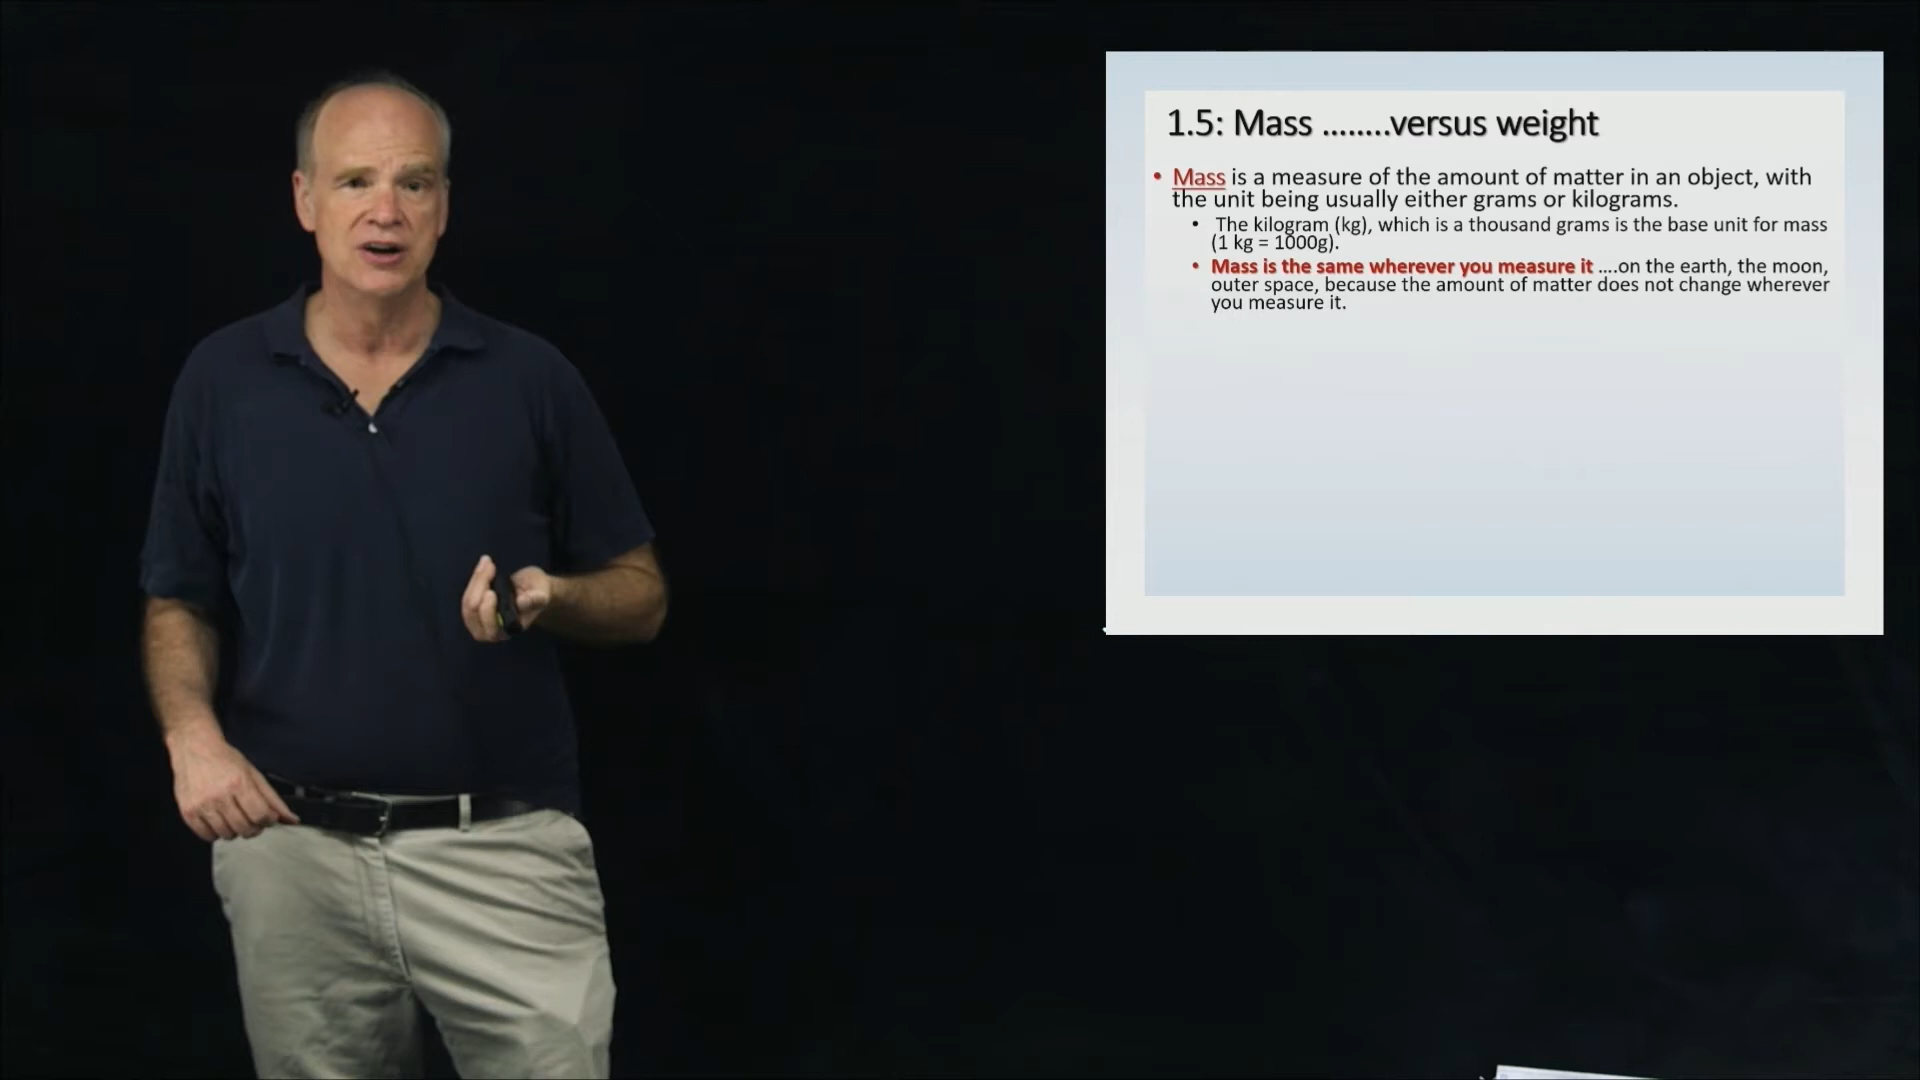 1.5: Mass ........versus weight
• Mass is a measure of the amount of matter in an object, with
the unit being usually either grams or kilograms.
• The kilogram (kg), which is a thousand grams is the base unit for mass
(1 kg = 1000g).
• Mass is the same wherever you measure it ....on the earth, the moon,
outer space, because the amount of matter does not change wherever
you measure it.